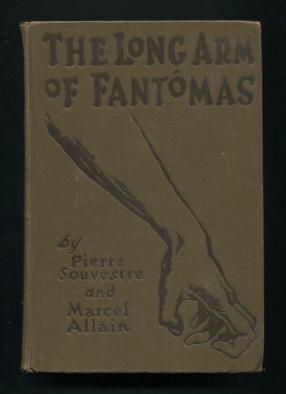 THE LONG ARM
OF FANTÔMAS
by
Pierre
Souvestre
and
Marcel
Allain